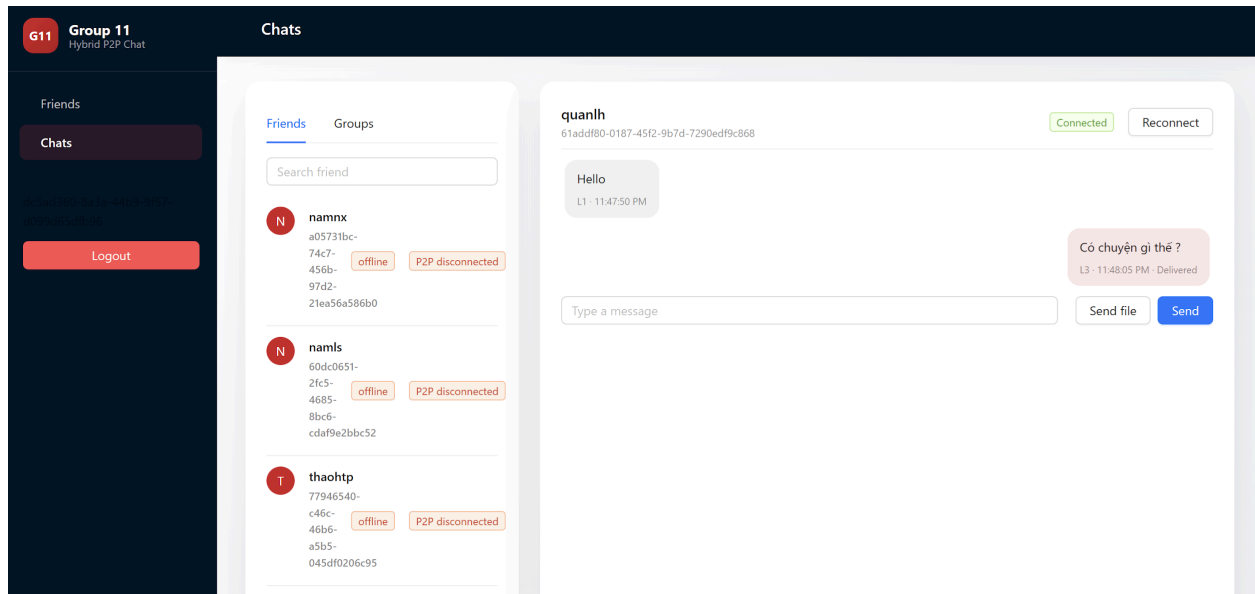 G11
Group 11
Hybrid P2P Chat
Friends
Chats
Logout
Chats
Friends
Groups
Search friend
N
namnx
a05731bc-
74c7-
456b-
97d2-
21ea56a586b0
offline
P2P disconnected
N
namls
60dc0651-
2fc5-
4685-
8bc6-
cdaf9e2bbc52
offline
P2P disconnected
T
thaohtp
77946540-
c46c-
46b6-
a5b5-
045df0206c95
offline
P2P disconnected
quanlh
61addf80-0187-45f2-9b7d-7290edf9c868
Connected
Reconnect
Hello
L1 · 11:47:50 PM
Có chuyện gì thế ?
L3 · 11:48:05 PM · Delivered
Type a message
Send file
Send